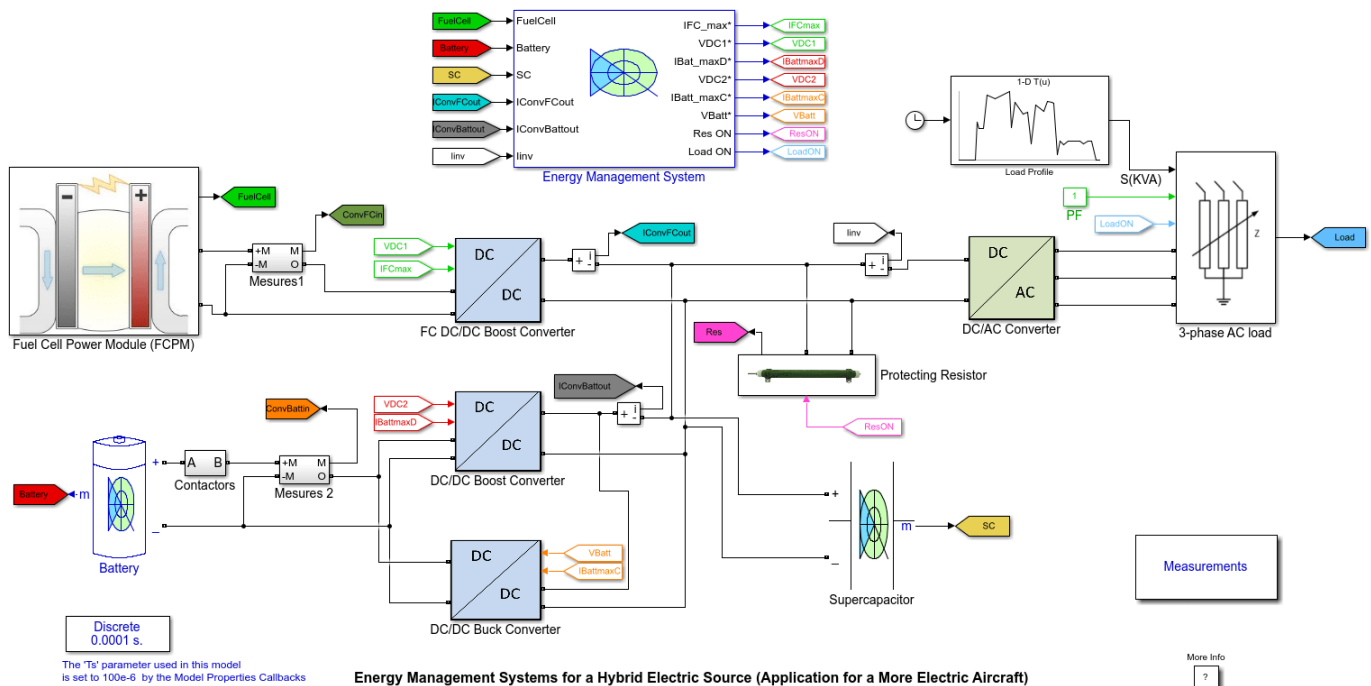 FuelCell
FuelCell
IFC_max*
IFCmax
Battery
Battery
VDC1*
VDC1
SC
SC
IBat_maxD*
IBattmaxD
VDC2*
VDC2
IConvFCout
IConvFCout
IBatt_maxC*
IBattmaxC
IConvBattout
IConvBattout
VBatt*
VBatt
Res ON
ResON
Iinv
Iinv
Load ON
LoadON
Energy Management System
1-D T(u)
Load Profile
S(KVA)
1
PF
LoadON
Z
Load
3-phase AC load
− +
Fuel Cell Power Module (FCPM)
FuelCell
ConvFCin
+M M
-M O
Mesures1
VDC1
IFCmax
DC
DC
FC DC/DC Boost Converter
IConvFCout
+ i -
Iinv
+ i -
DC
AC
DC/AC Converter
Res
Protecting Resistor
ResON
IConvBattout
+ i -
ConvBattin
VDC2
IBattmaxD
DC
DC
DC/DC Boost Converter
Battery
m
+
_
Battery
A B
Contactors
+M M
-M O
Mesures 2
DC
DC
VBatt
IBattmaxC
DC/DC Buck Converter
+
_
m
SC
Supercapacitor
Measurements
Discrete
0.0001 s.
The 'Ts' parameter used in this model
is set to 100e-6 by the Model Properties Callbacks
Energy Management Systems for a Hybrid Electric Source (Application for a More Electric Aircraft)
More Info
?